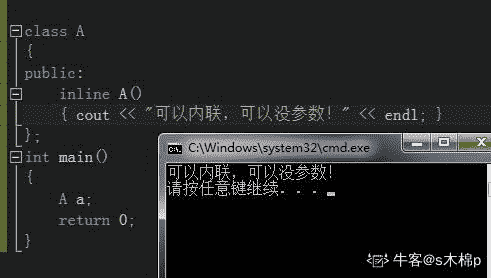 class A
{
public:
inline A()
{ cout << "可以内联，可以没参数！" << endl; }
};
int main()
{
A a;
return 0;
}
C:\Windows\system32\cmd.exe
可以内联，可以没参数！
请按任意键继续. . .
牛客@s木棉p